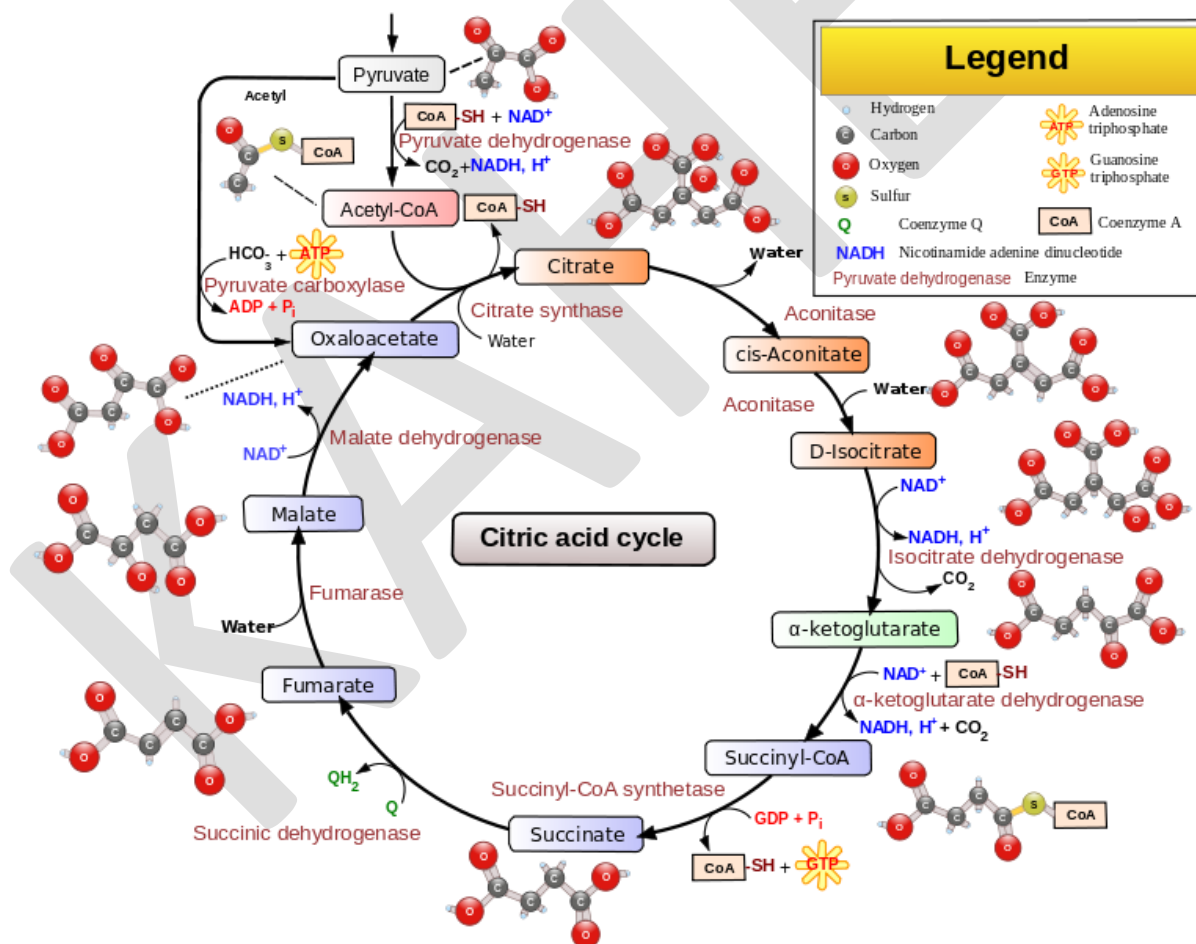 Pyruvate
Acetyl
CoA-SH + NAD+
Pyruvate dehydrogenase
CO2+NADH, H+
CoA
Acetyl-CoA
CoA-SH
HCO3- + ATP
Pyruvate carboxylase
ADP + Pi
Oxaloacetate
Citrate
Citrate synthase
Water
Water
Aconitase
cis-Aconitate
Water
Aconitase
D-Isocitrate
NAD+
NADH, H+
Isocitrate dehydrogenase
CO2
α-ketoglutarate
NAD+ + CoA-SH
α-ketoglutarate dehydrogenase
NADH, H+ + CO2
Succinyl-CoA
CoA
Succinyl-CoA synthetase
GDP + Pi
CoA-SH + GTP
Succinate
Q
QH2
Succinic dehydrogenase
Fumarate
Water
Fumarase
Malate
NAD+
Malate dehydrogenase
NADH, H+
Citric acid cycle
Legend
Hydrogen
C Carbon
O Oxygen
S Sulfur
Q Coenzyme Q
NADH Nicotinamide adenine dinucleotide
Pyruvate dehydrogenase Enzyme
ATP Adenosine
triphosphate
GTP Guanosine
triphosphate
CoA Coenzyme A